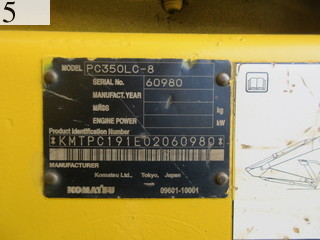 5
MODEL PC350LC-8
SERIAL No. 60980
MANUFACT.YEAR
MASS kg
ENGINE POWER kW
Product Identification Number
*KMTPC191E02060980*
MANUFACTURER
Komatsu Ltd., Tokyo, Japan
KOMATSU 09601-10001